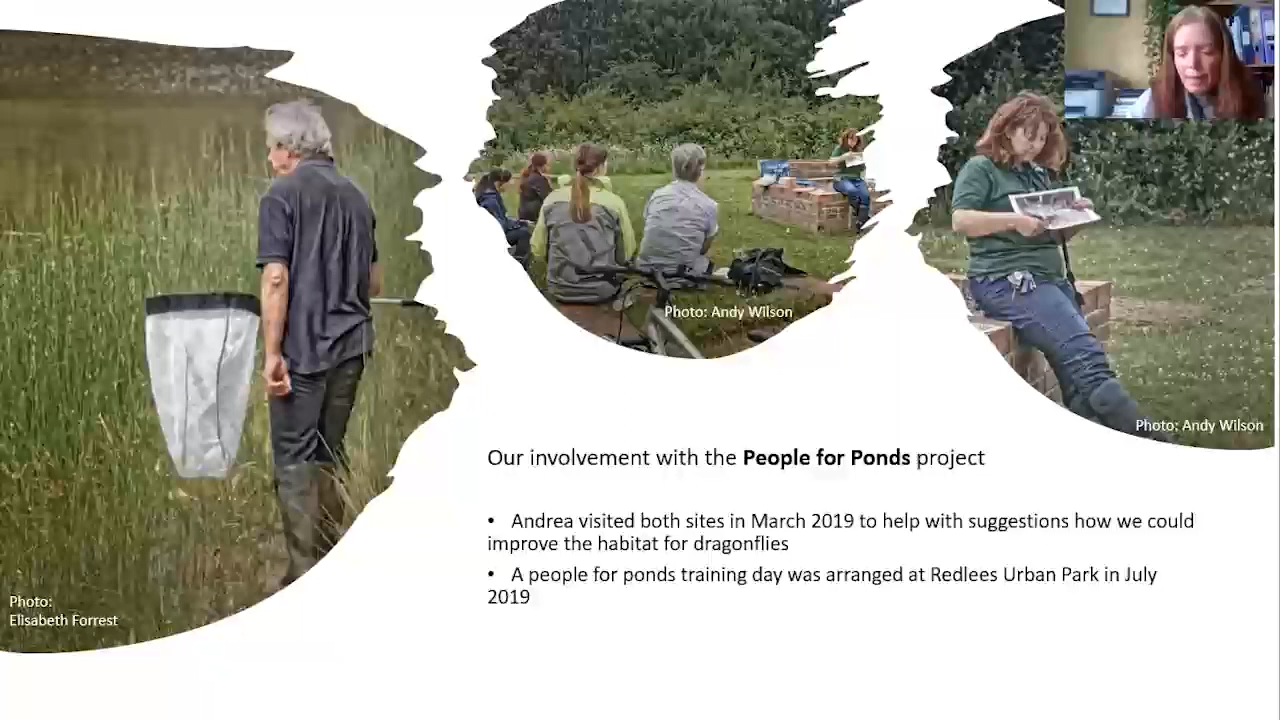 Photo: Andy Wilson
Photo: Andy Wilson
Our involvement with the People for Ponds project
• Andrea visited both sites in March 2019 to help with suggestions how we could
improve the habitat for dragonflies
• A people for ponds training day was arranged at Redlees Urban Park in July
2019
Photo:
Elisabeth Forrest